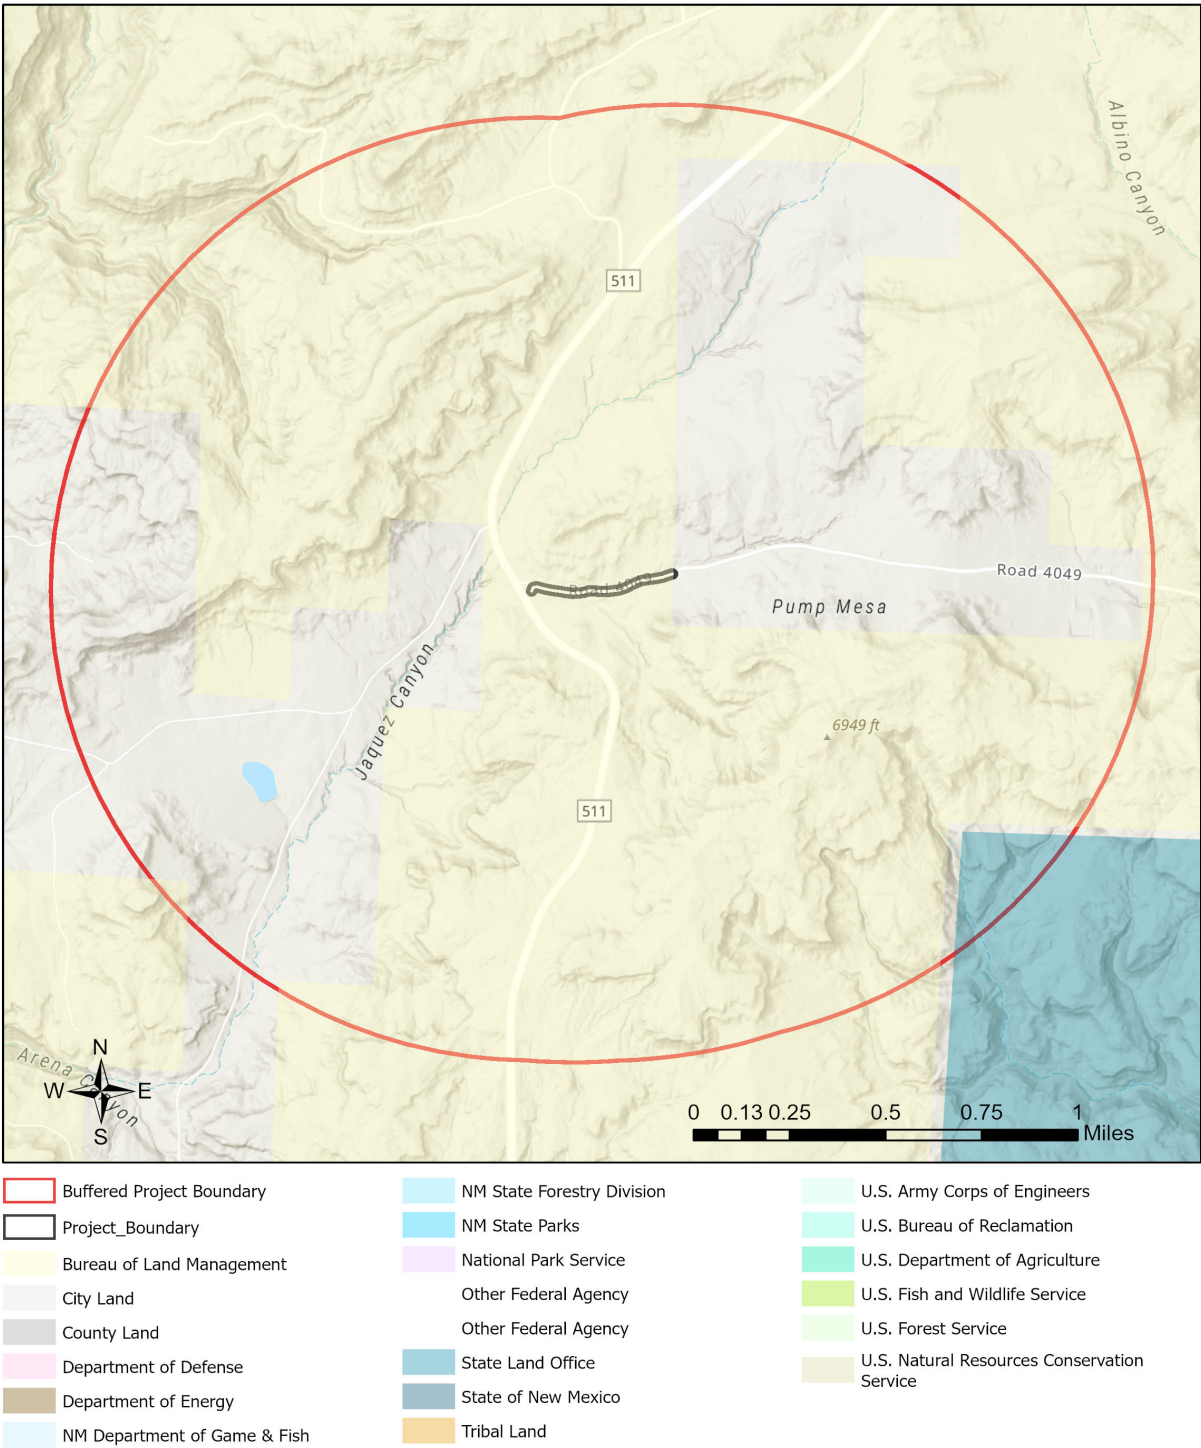 Albino Canyon
511
Road 4049
Road 4049
Pump Mesa
Jaquez Canyon
6949 ft
511
Arena Canyon
N
W E
S
0 0.13 0.25 0.5 0.75 1
Miles
Buffered Project Boundary
Project_Boundary
Bureau of Land Management
City Land
County Land
Department of Defense
Department of Energy
NM Department of Game & Fish
NM State Forestry Division
NM State Parks
National Park Service
Other Federal Agency
Other Federal Agency
State Land Office
State of New Mexico
Tribal Land
U.S. Army Corps of Engineers
U.S. Bureau of Reclamation
U.S. Department of Agriculture
U.S. Fish and Wildlife Service
U.S. Forest Service
U.S. Natural Resources Conservation
Service